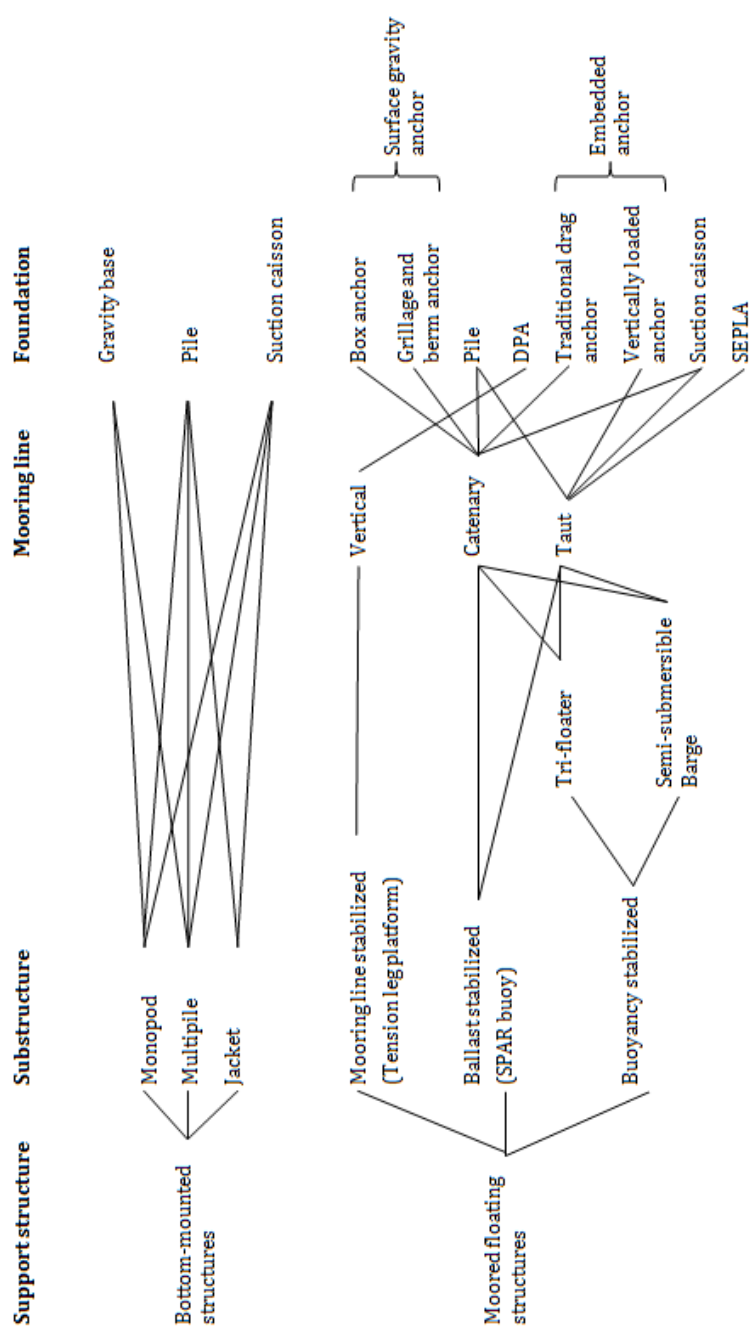 Support structure
Substructure
Mooring line
Foundation
Bottom-mounted
structures
Monopod
Multipile
Jacket
Gravity base
Pile
Suction caisson
Moored floating
structures
Mooring line stabilized
(Tension leg platform)
Ballast stabilized
(SPAR buoy)
Buoyancy stabilized
Tri-floater
Semi-submersible
Barge
Vertical
Catenary
Taut
Box anchor
Grillage and
berm anchor
Pile
DPA
Traditional drag
anchor
Vertically loaded
anchor
Suction caisson
SEPLA
Surface gravity
anchor
Embedded
anchor